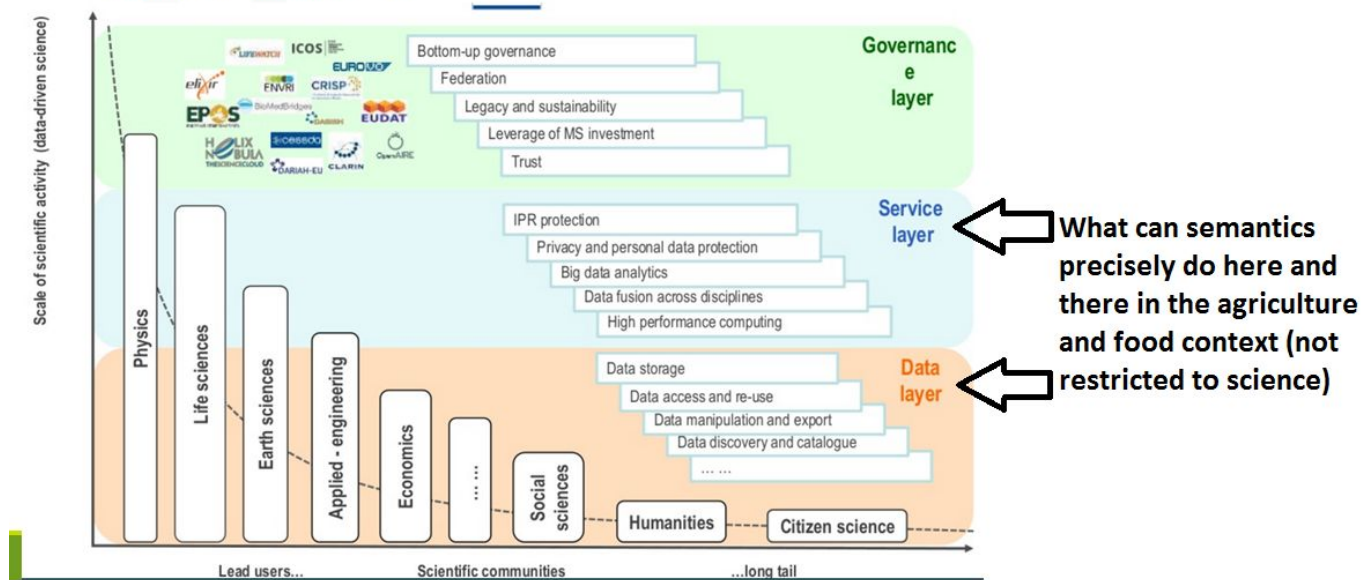 Scale of scientific activity (data-driven science)
LIFEWATCH
ICOS
EUROVO
elixir
ENVRI
CRISP
EPOS
BioMedBridges
DASISH
EUDAT
HELIX
NEBULA
THE SCIENCE CLOUD
cessda
DARIAH-EU
CLARIN
OpenAIRE
Bottom-up governance
Federation
Legacy and sustainability
Leverage of MS investment
Trust
Governanc
e
layer
IPR protection
Privacy and personal data protection
Big data analytics
Data fusion across disciplines
High performance computing
Service
layer
Data storage
Data access and re-use
Data manipulation and export
Data discovery and catalogue
... ...
Data
layer
What can semantics
precisely do here and
there in the agriculture
and food context (not
restricted to science)
Physics
Life sciences
Earth sciences
Applied - engineering
Economics
... ...
Social
sciences
Humanities
Citizen science
Lead users...
Scientific communities
...long tail